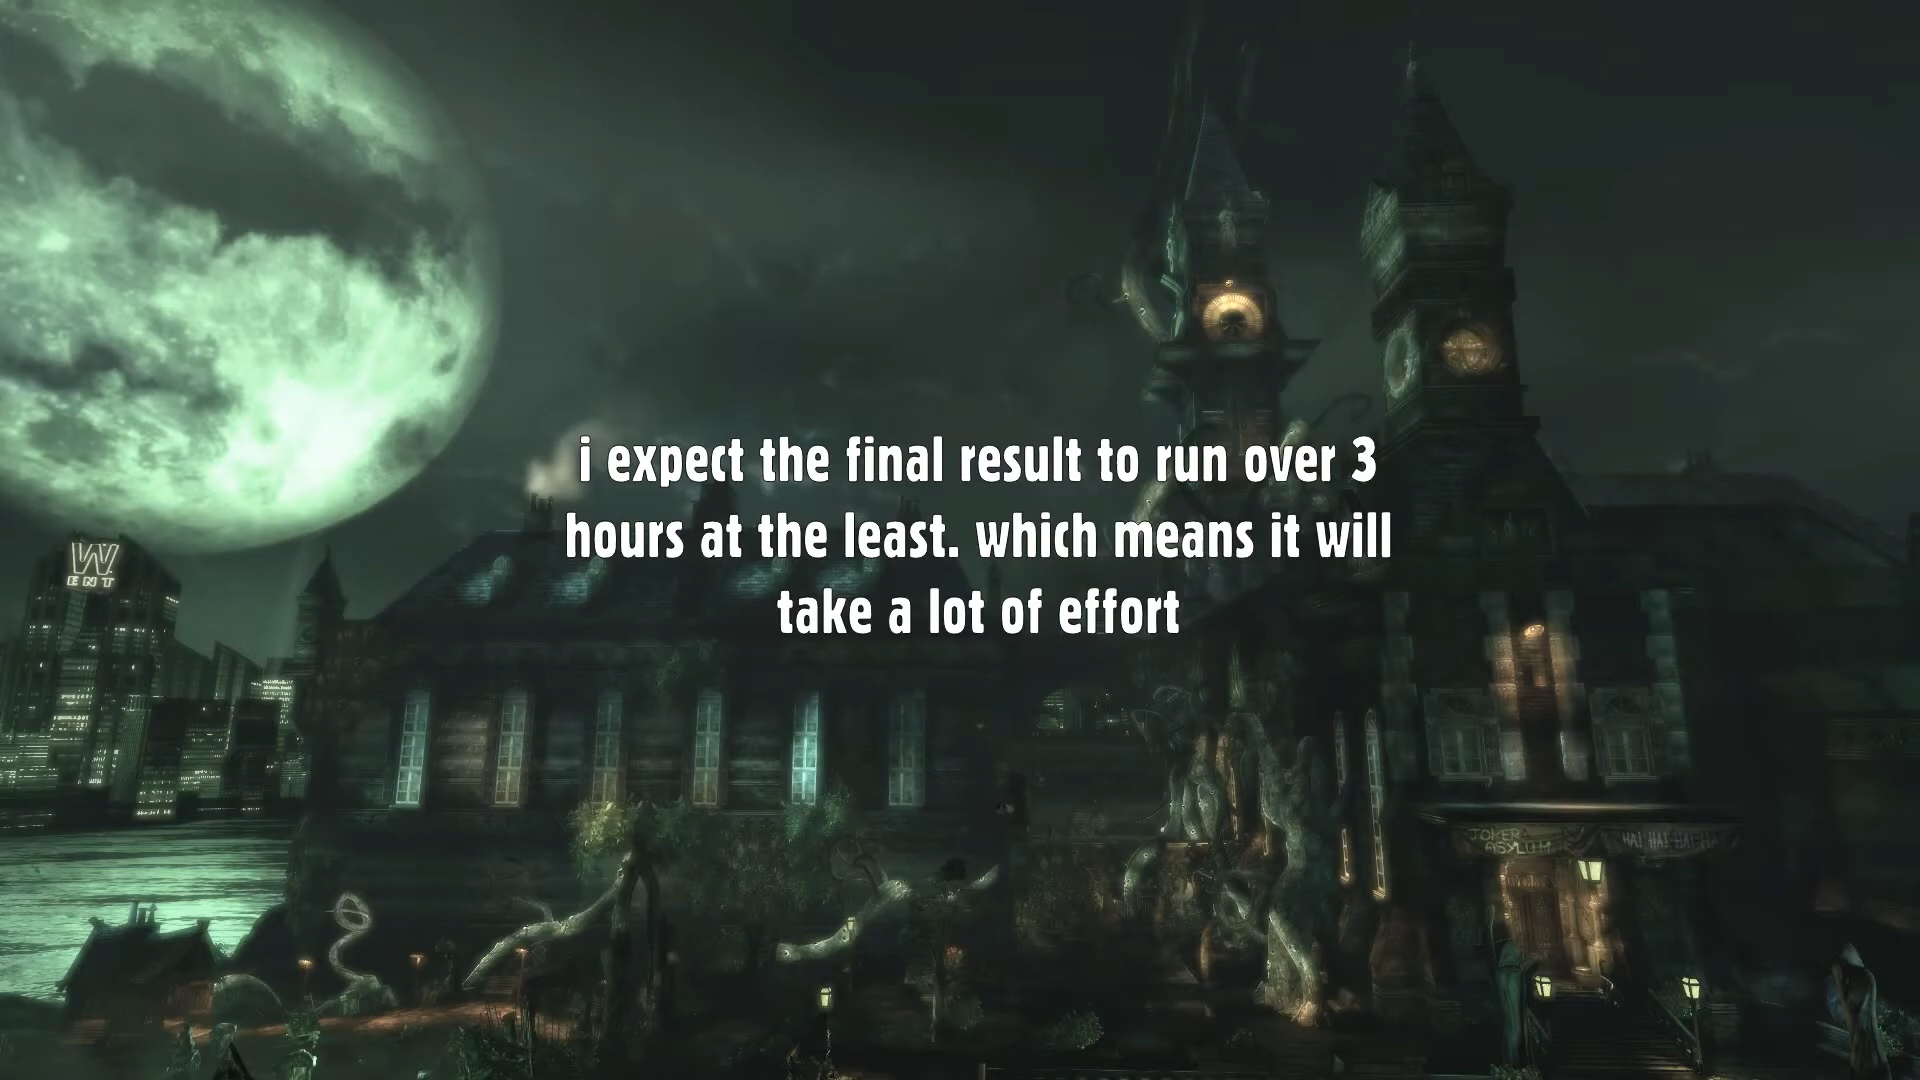 i expect the final result to run over 3
hours at the least. which means it will
take a lot of effort
W
ENT
JOKER
ASYLUM
HA! HA! HA! HA!